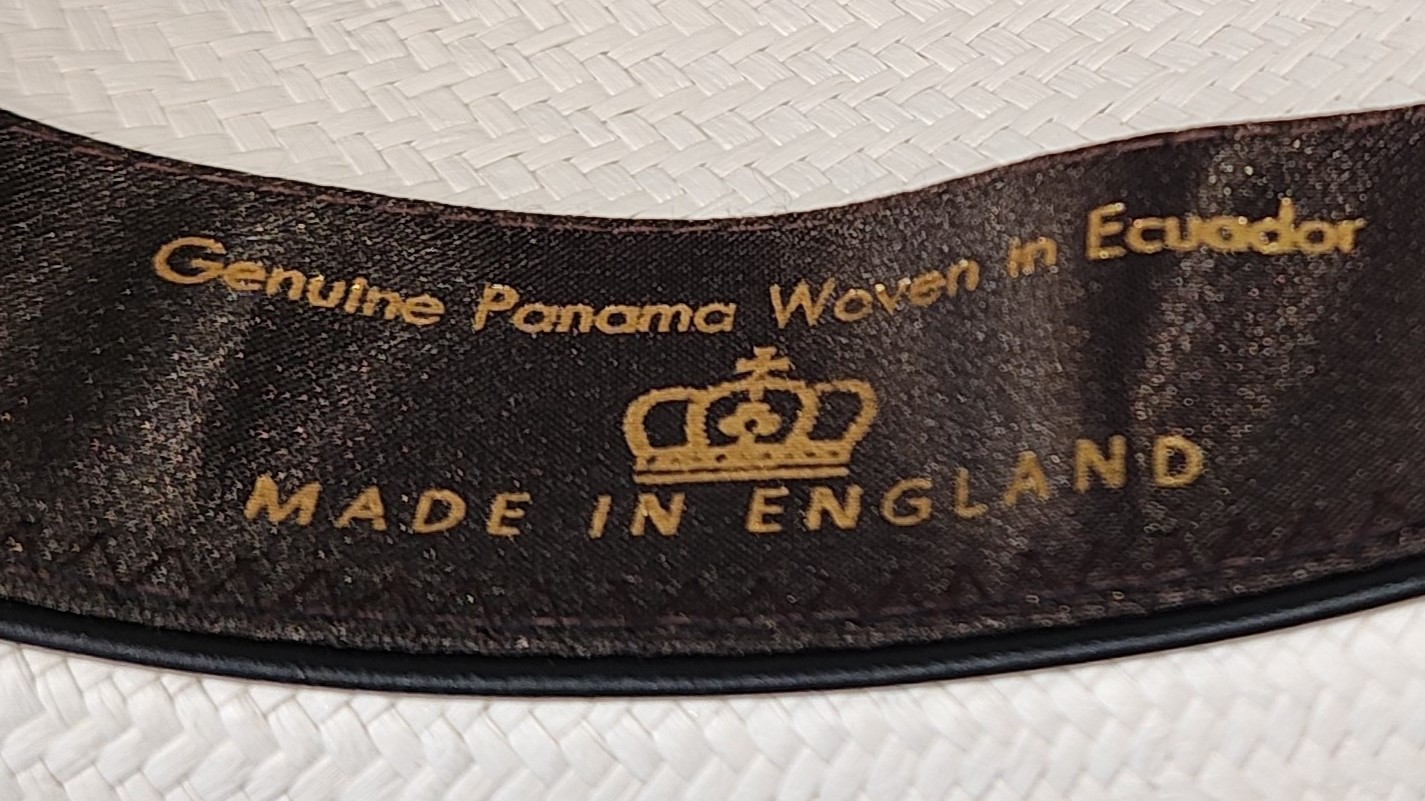 Genuine Panama Woven in Ecuador
MADE IN ENGLAND